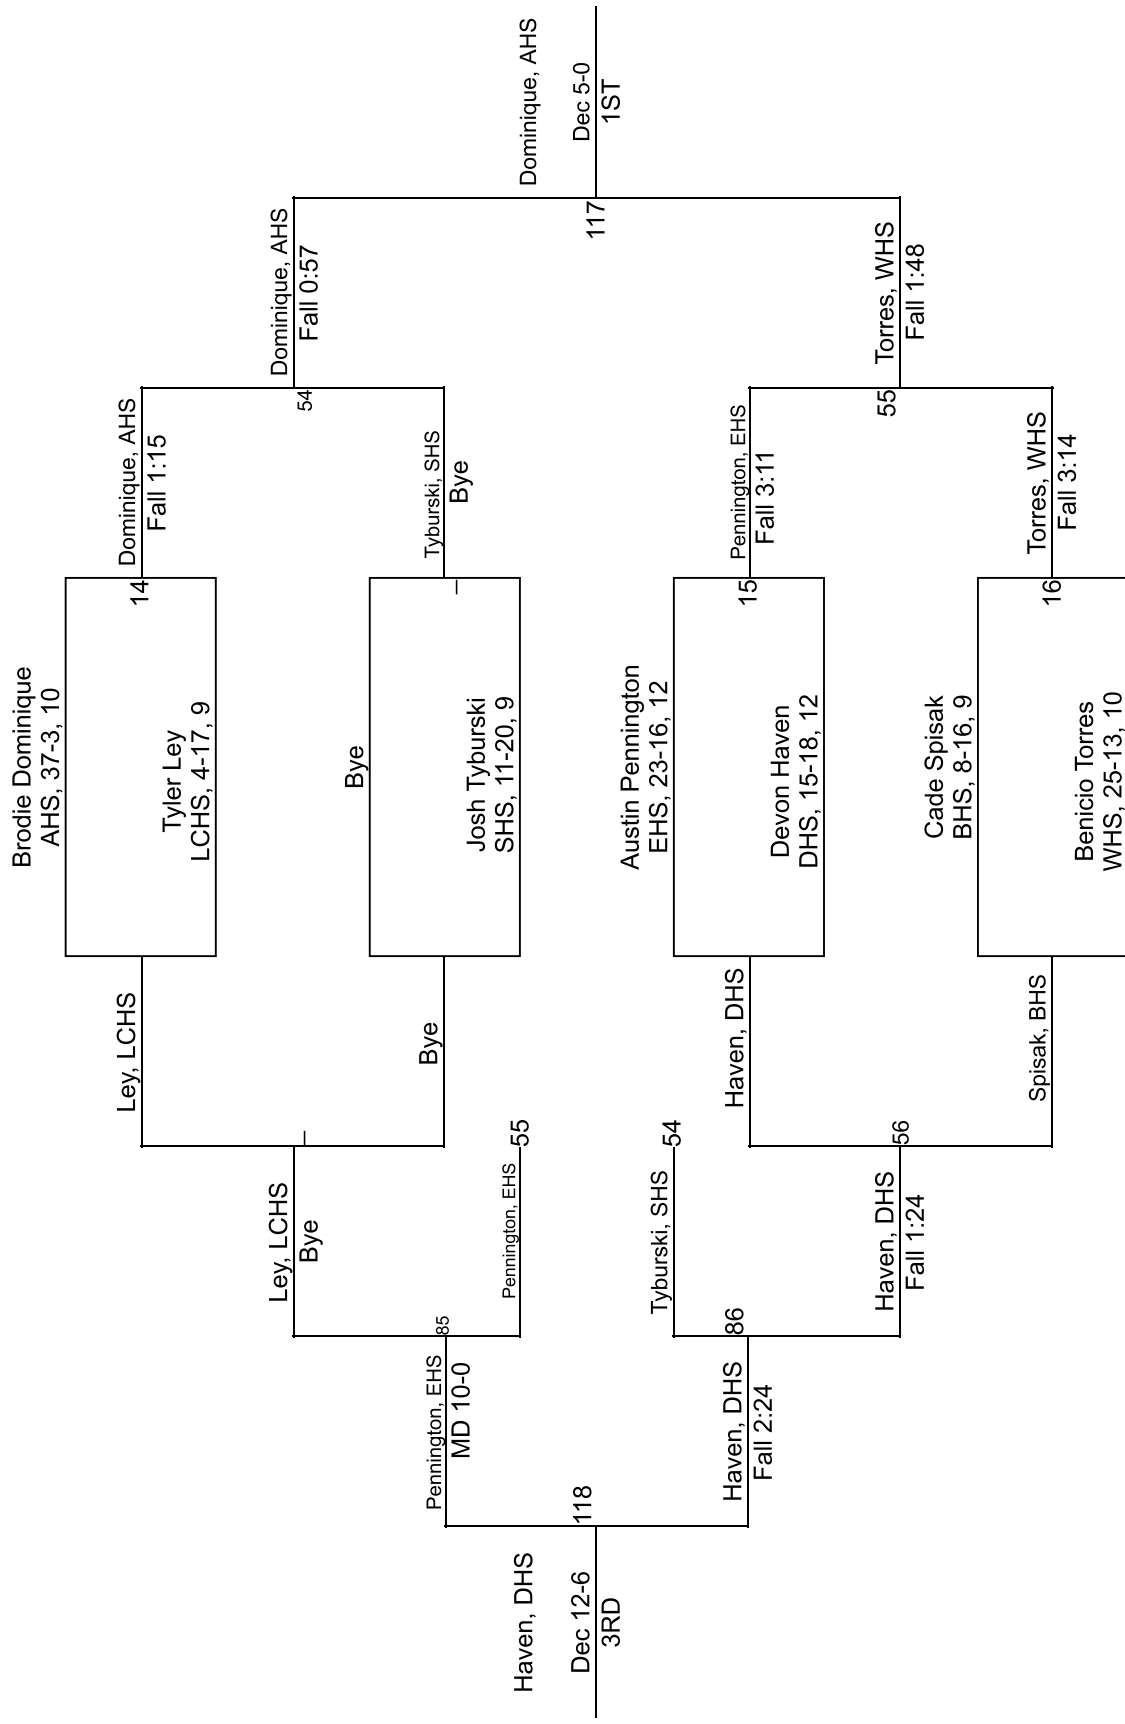 Brodie Dominique
AHS, 37-3, 10
Tyler Ley
LCHS, 4-17, 9
Bye
Josh Tyburski
SHS, 11-20, 9
Austin Pennington
EHS, 23-16, 12
Devon Haven
DHS, 15-18, 12
Cade Spisak
BHS, 8-16, 9
Benicio Torres
WHS, 25-13, 10
14
Dominique, AHS
Fall 1:15
Tyburski, SHS
Bye
15
Pennington, EHS
Fall 3:11
16
Torres, WHS
Fall 3:14
54
Dominique, AHS
Fall 0:57
55
Torres, WHS
Fall 1:48
117
Dominique, AHS
Dec 5-0
1ST
Ley, LCHS
Bye
Haven, DHS
Spisak, BHS
Ley, LCHS
Bye
55
Pennington, EHS
54
Tyburski, SHS
56
Haven, DHS
Fall 1:24
85
Pennington, EHS
MD 10-0
86
Haven, DHS
Fall 2:24
118
Haven, DHS
Dec 12-6
3RD